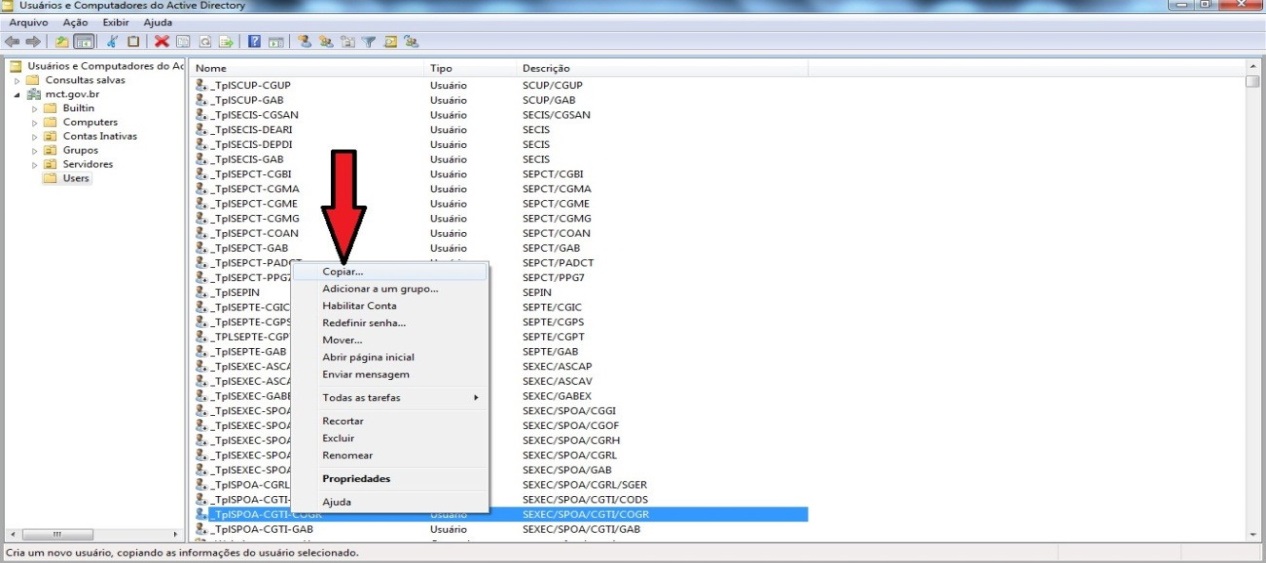 Usuários e Computadores do Active Directory
Arquivo Ação Exibir Ajuda
Usuários e Computadores do Ac
Consultas salvas
mct.gov.br
Builtin
Computers
Contas Inativas
Grupos
Servidores
Users
Nome Tipo Descrição
_TplSCUP-CGUP Usuário SCUP/CGUP
_TplSCUP-GAB Usuário SCUP/GAB
_TplSECIS-CGSAN Usuário SECIS/CGSAN
_TplSECIS-DEARI Usuário SECIS
_TplSECIS-DEPDI Usuário SECIS
_TplSECIS-GAB Usuário SECIS
_TplSEPCT-CGBI Usuário SEPCT/CGBI
_TplSEPCT-CGMA Usuário SEPCT/CGMA
_TplSEPCT-CGME Usuário SEPCT/CGME
_TplSEPCT-CGMG Usuário SEPCT/CGMG
_TplSEPCT-COAN Usuário SEPCT/COAN
_TplSEPCT-GAB Usuário SEPCT/GAB
_TplSEPCT-PADCT SEPCT/PADCT
_TplSEPCT-PPG7 SEPCT/PPG7
_TplSEPIN SEPIN
_TplSEPTE-CGIC SEPTE/CGIC
_TplSEPTE-CGPS SEPTE/CGPS
_TPLSEPTE-CGP SEPTE/CGPT
_TplSEPTE-GAB SEPTE/GAB
_TplSEXEC-ASCA SEXEC/ASCAP
_TplSEXEC-ASCA SEXEC/ASCAV
_TplSEXEC-GABE SEXEC/GABEX
_TplSEXEC-SPOA SEXEC/SPOA/CGGI
_TplSEXEC-SPOA SEXEC/SPOA/CGOF
_TplSEXEC-SPOA SEXEC/SPOA/CGRH
_TplSEXEC-SPOA SEXEC/SPOA/CGRL
_TplSEXEC-SPOA SEXEC/SPOA/GAB
_TplSPOA-CGRL SEXEC/SPOA/CGRL/SGER
_TplSPOA-CGTI- SEXEC/SPOA/CGTI/CODS
_TplSPOA-CGTI-COGR Usuário SEXEC/SPOA/CGTI/COGR
_TplSPOA-CGTI-GAB Usuário SEXEC/SPOA/CGTI/GAB
Copiar...
Adicionar a um grupo...
Habilitar Conta
Redefinir senha...
Mover...
Abrir página inicial
Enviar mensagem
Todas as tarefas
Recortar
Excluir
Renomear
Propriedades
Ajuda
Cria um novo usuário, copiando as informações do usuário selecionado.